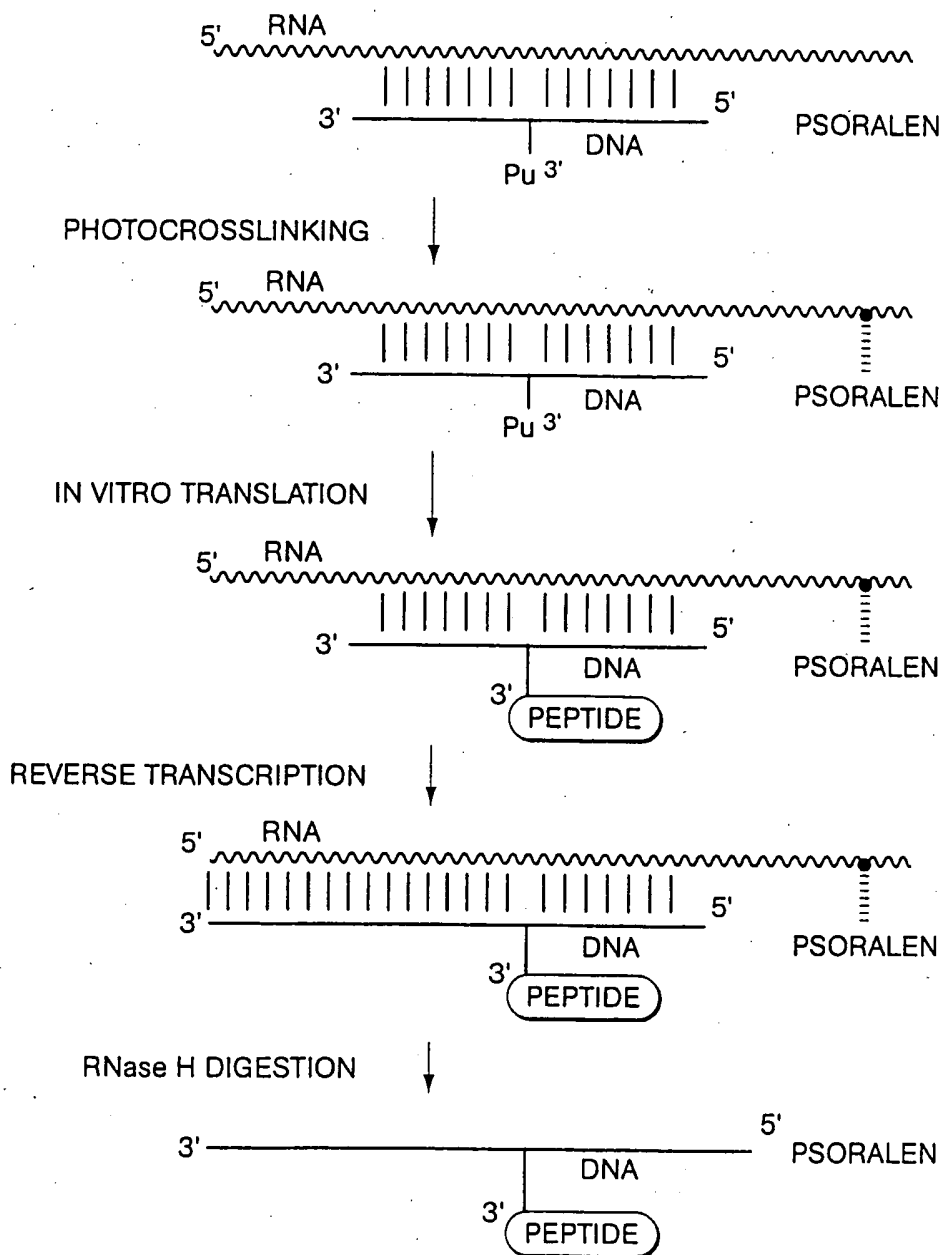 5' RNA
3' 5' PSORALEN
DNA
Pu 3'
PHOTOCROSSLINKING
5' RNA
3' 5'
DNA PSORALEN
Pu 3'
IN VITRO TRANSLATION
5' RNA
3' 5'
DNA PSORALEN
3' PEPTIDE
REVERSE TRANSCRIPTION
5' RNA
3' 5'
DNA PSORALEN
3' PEPTIDE
RNase H DIGESTION
3' 5' PSORALEN
DNA
3' PEPTIDE